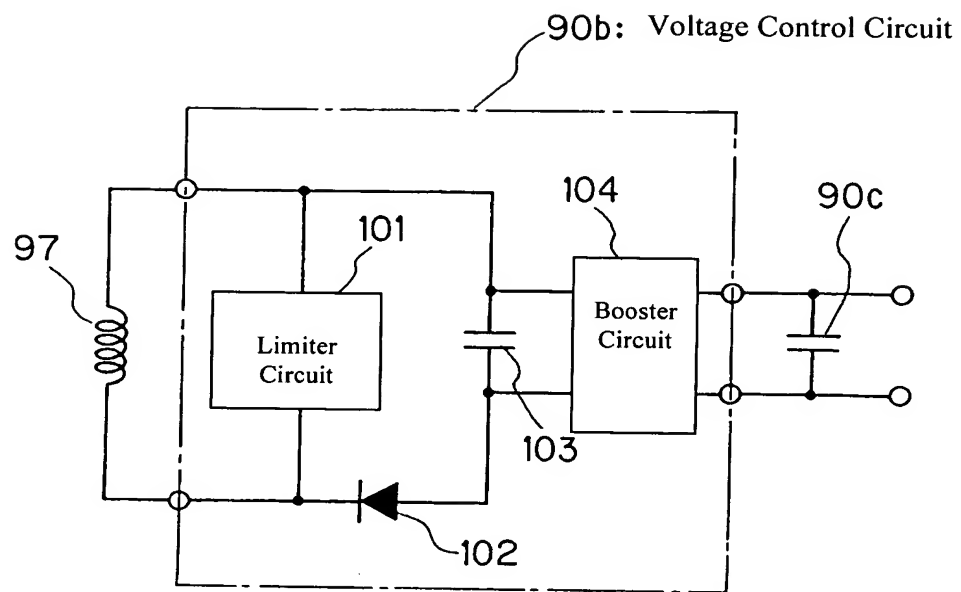 90b: Voltage Control Circuit
104
90c
101
97
Limiter
Circuit
Booster
Circuit
103
102